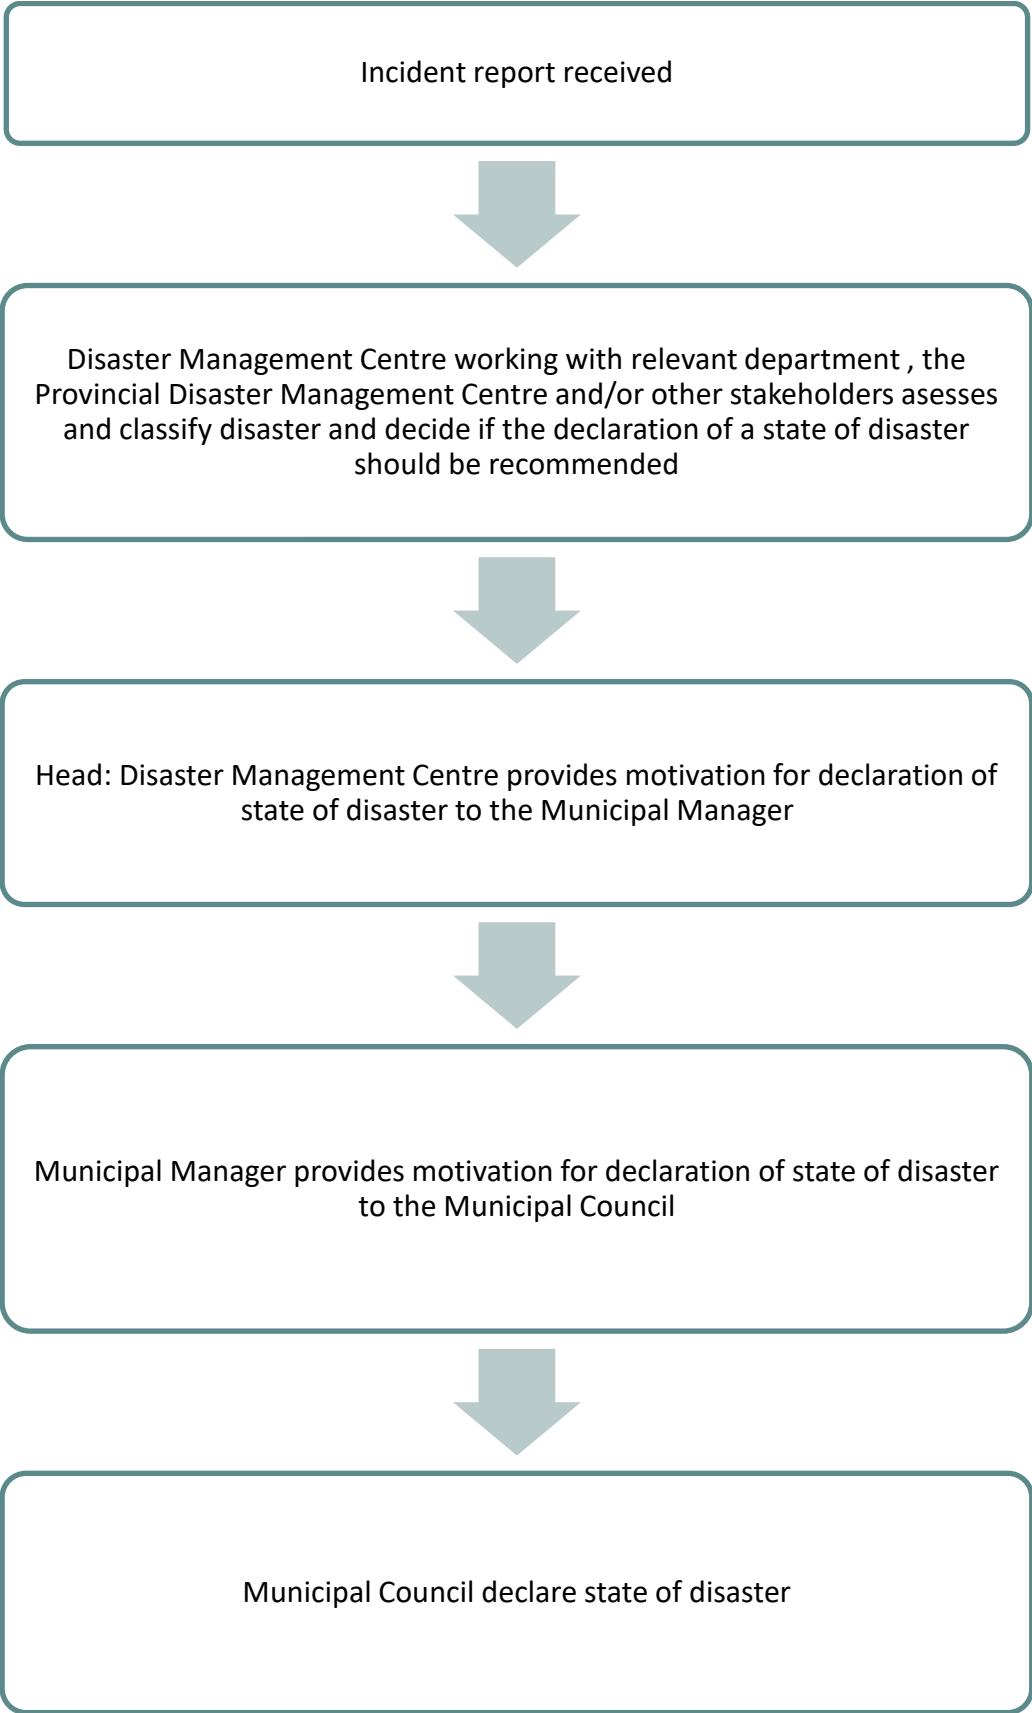 Incident report received
Disaster Management Centre working with relevant department , the
Provincial Disaster Management Centre and/or other stakeholders asesses
and classify disaster and decide if the declaration of a state of disaster
should be recommended
Head: Disaster Management Centre provides motivation for declaration of
state of disaster to the Municipal Manager
Municipal Manager provides motivation for declaration of state of disaster
to the Municipal Council
Municipal Council declare state of disaster